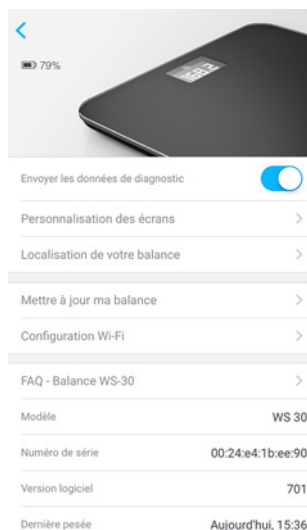 79%
Envoyer les données de diagnostic
Personnalisation des écrans
Localisation de votre balance
Mettre à jour ma balance
Configuration Wi-Fi
FAQ - Balance WS-30
Modèle WS 30
Numéro de série 00:24:e4:1b:ee:90
Version logiciel 701
Dernière pesée Aujourd'hui, 15:36